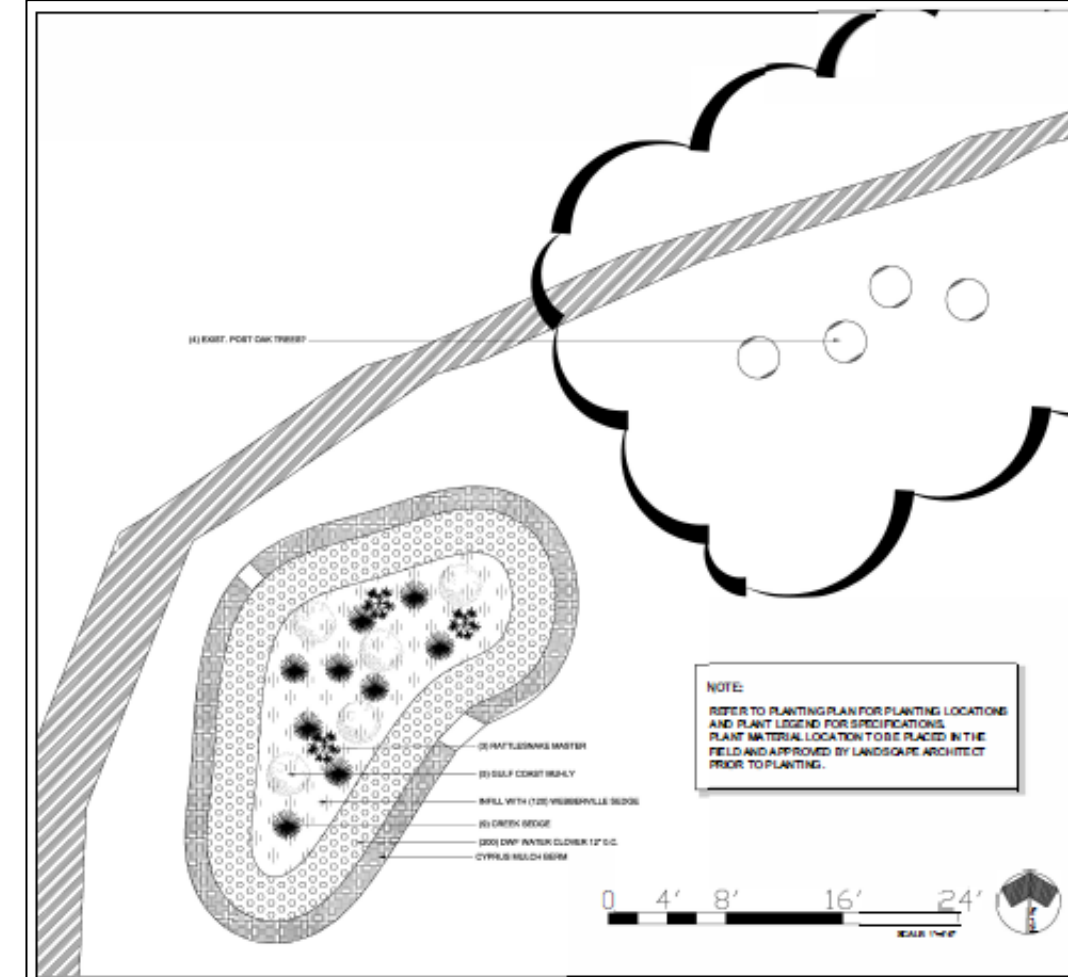 (4) EXIST. POST OAK TREES?
NOTE:
REFER TO PLANTING PLAN FOR PLANTING LOCATIONS
AND PLANT LEGEND FOR SPECIFICATIONS.
PLANT MATERIAL LOCATION TO BE PLACED IN THE
FIELD AND APPROVED BY LANDSCAPE ARCHITECT
PRIOR TO PLANTING.
(3) RATTLESNAKE MASTER
GULF COAST MUHLY
INFILL WITH (120) WEBBERVILLE SEDGE
CREEK SEDGE
(200) DWF WATER CLOVER 12" O.C.
CYPRUS MULCH BERM
0 4' 8' 16' 24'
SCALE: